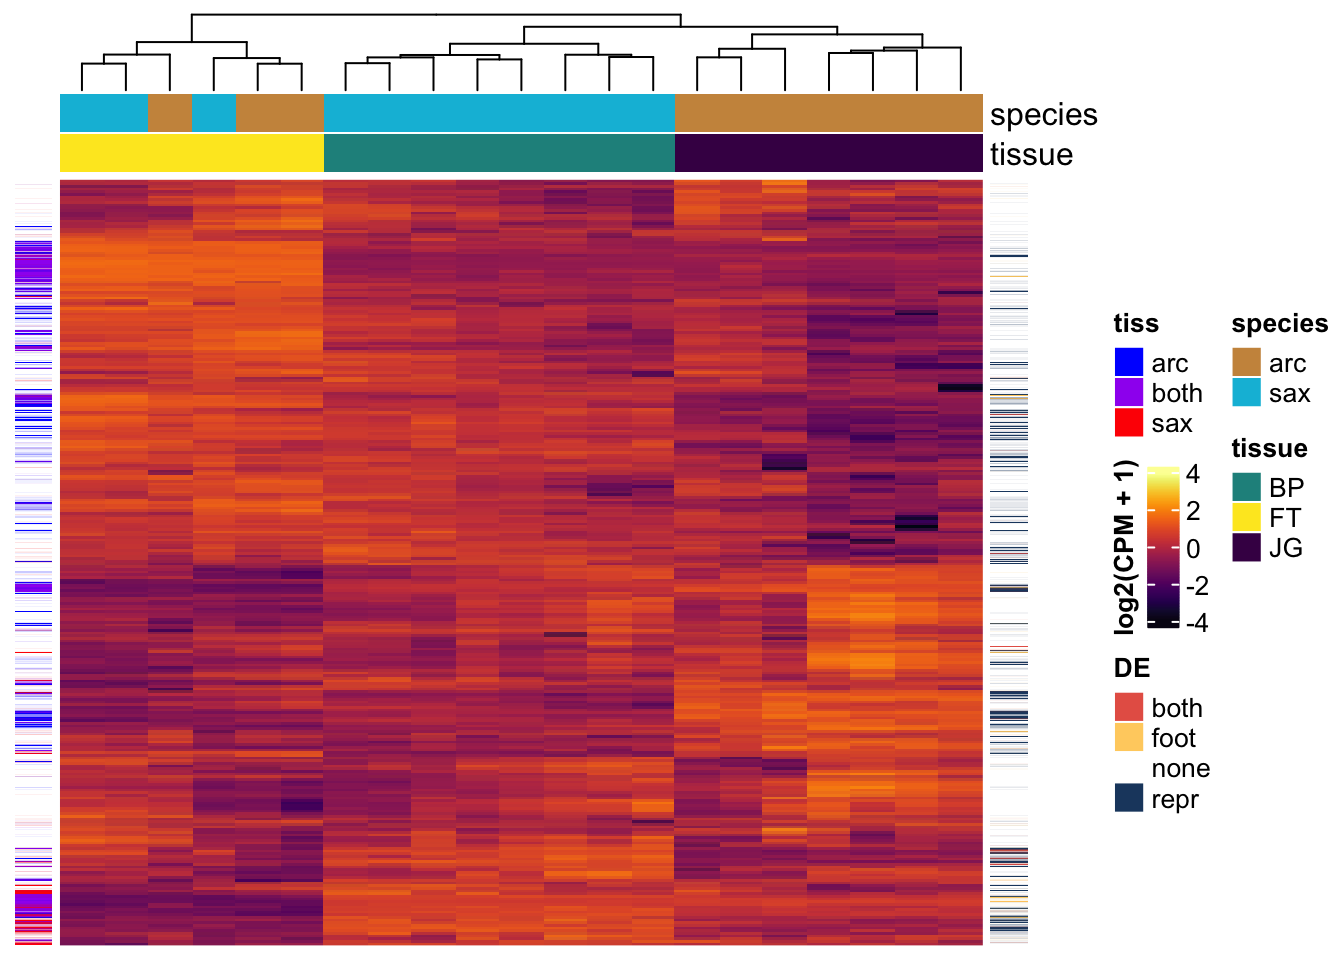 species
tissue
tiss
arc
both
sax
species
arc
sax
log2(CPM + 1)
4
2
0
-2
-4
tissue
BP
FT
JG
DE
both
foot
none
repr